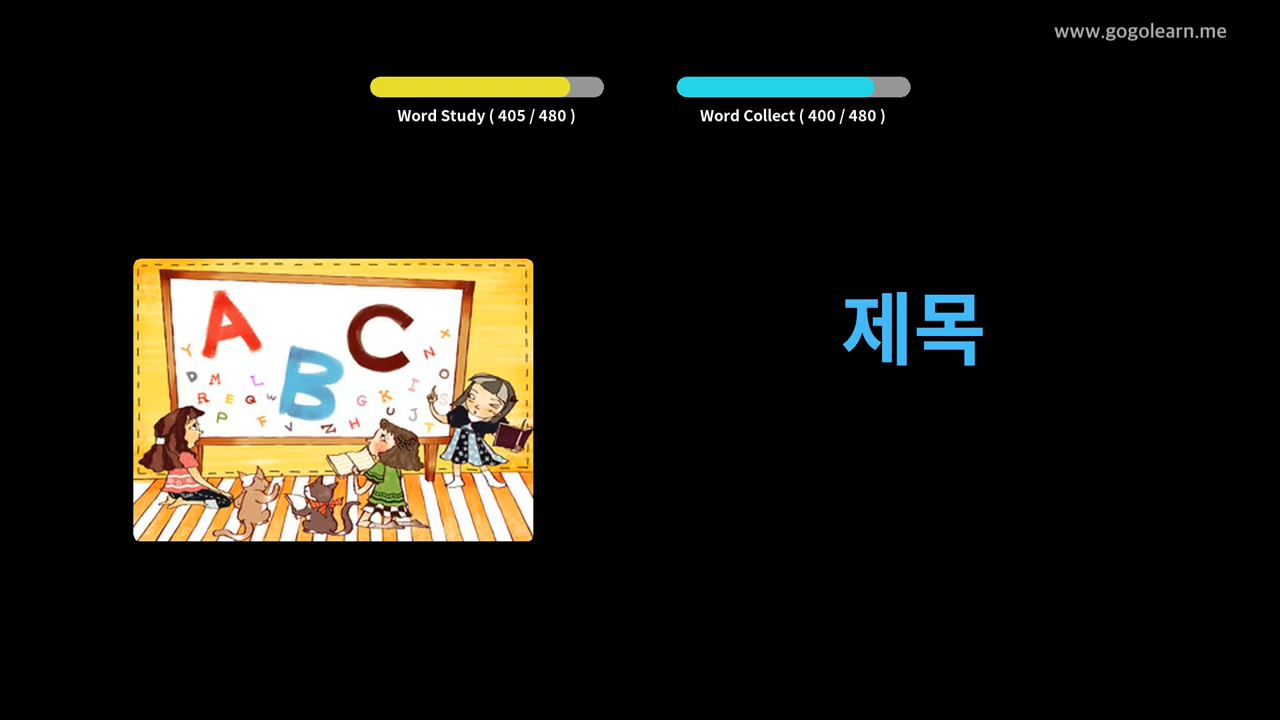 www.gogolearn.me
Word Study ( 405 / 480 )
Word Collect ( 400 / 480 )
제목
A
B
C
Y
X
N
D M L O
R E Q W G K I S
P F V Z H U J T